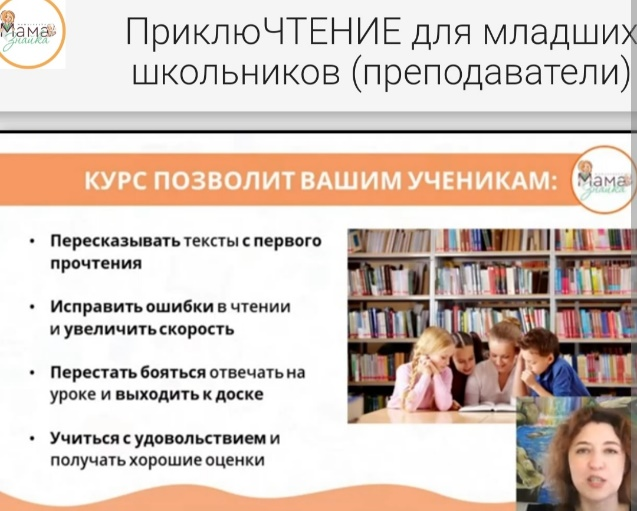 Мама
Знайка
ПриклюЧТЕНИЕ для младших
школьников (преподаватели)
КУРС ПОЗВОЛИТ ВАШИМ УЧЕНИКАМ:
Мама
Знайка
• Пересказывать тексты с первого
прочтения
• Исправить ошибки в чтении
и увеличить скорость
• Перестать бояться отвечать на
уроке и выходить к доске
• Учиться с удовольствием и
получать хорошие оценки